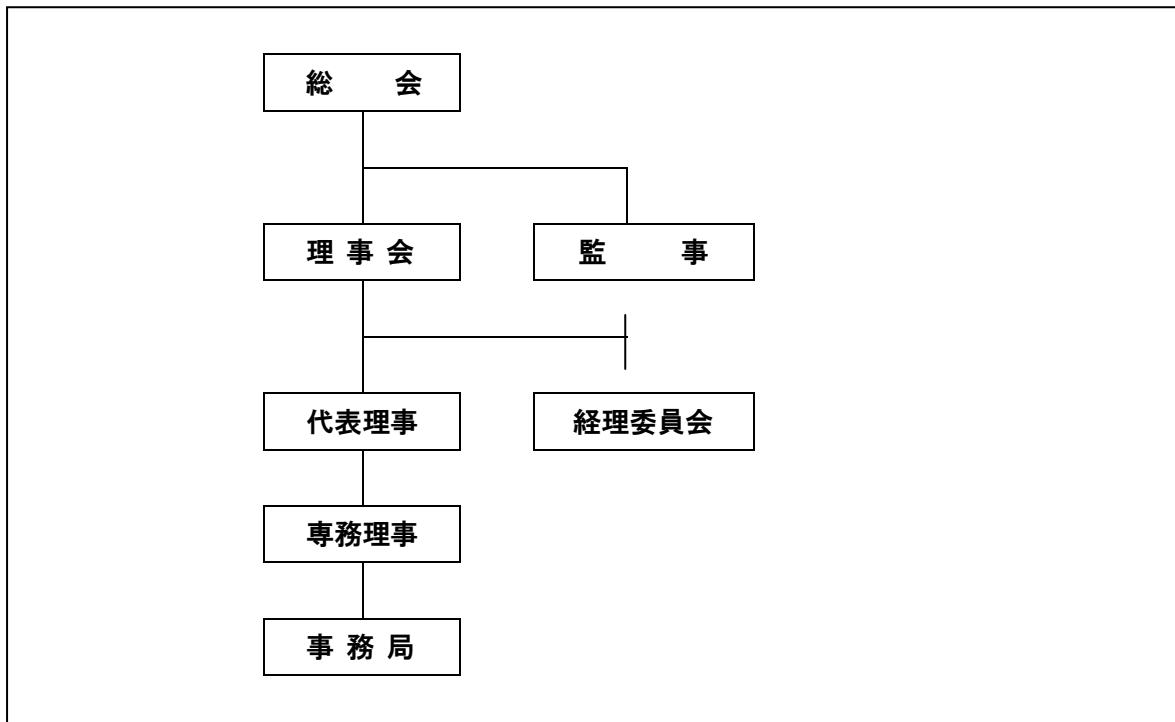 総　会
理 事 会
監　事
代表理事
経理委員会
専務理事
事 務 局